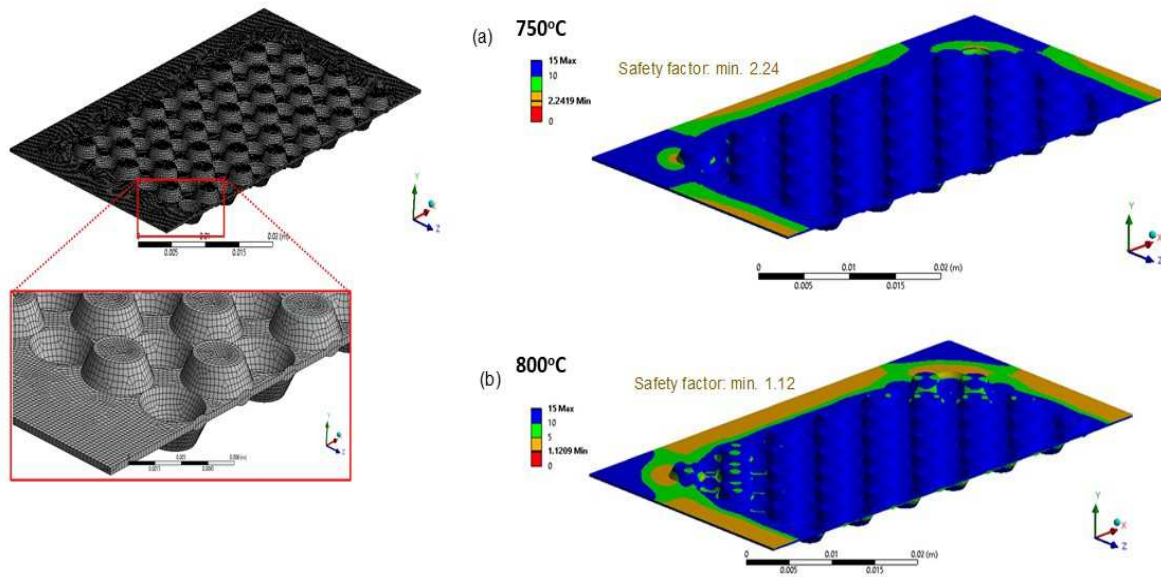 (a)
750°C
Safety factor: min. 2.24
15 Max
10
2.2419 Min
0
Y
X
Z
0
0.01
0.02 (m)
0.005
0.015
(b)
800°C
Safety factor: min. 1.12
15 Max
10
5
1.1209 Min
0
Y
X
Z
0
0.01
0.02 (m)
0.005
0.015
Y
Z
0.01
0.02 (m)
0.005
0.015
Y
Z